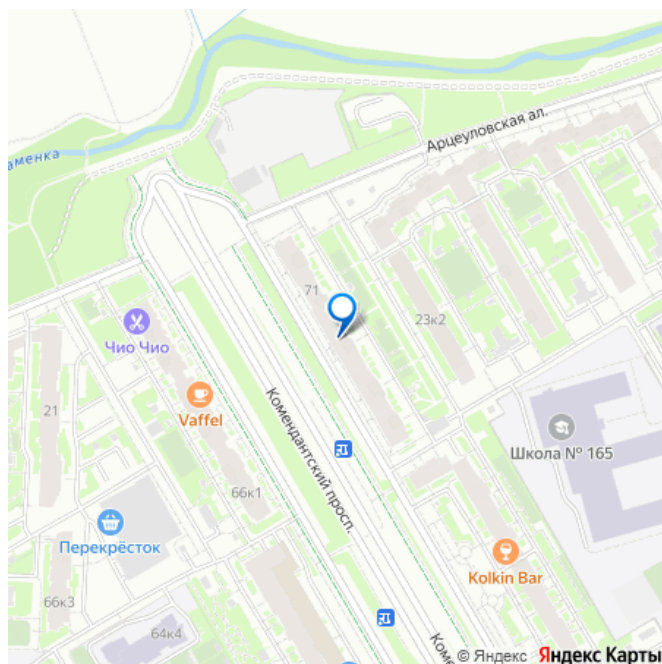 Арцеуловская ал.
аменка
71
23к2
Чио Чио
21
Vaffel
Комендантский просп.
Школа № 165
66к1
Перекрёсток
Kolkin Bar
66к3
64к4
Коме
© Яндекс Яндекс Карты